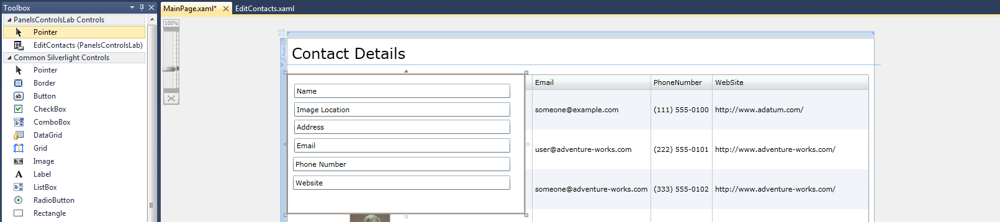 Toolbox
PanelsControlsLab Controls
Pointer
EditContacts (PanelsControlsLab)
Common Silverlight Controls
Pointer
Border
Button
CheckBox
ComboBox
DataGrid
Grid
Image
Label
ListBox
RadioButton
Rectangle
MainPage.xaml*
EditContacts.xaml
100%
Auto
Contact Details
Name
Image Location
Address
Email
Phone Number
Website
Email PhoneNumber WebSite
someone@example.com (111) 555-0100 http://www.adatum.com/
user@adventure-works.com (222) 555-0101 http://www.adventure-works.com/
someone@adventure-works.com (333) 555-0102 http://www.adventure-works.com/